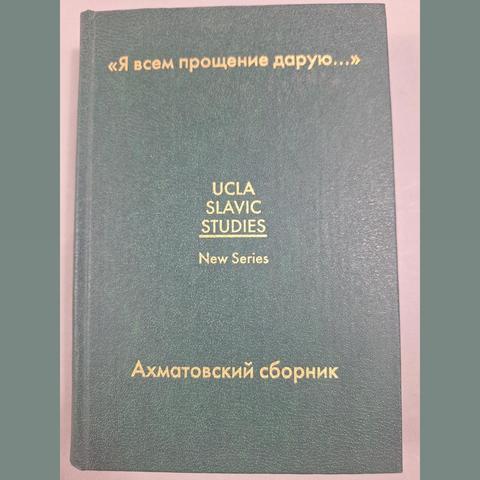 «Я всем прощение дарую...»
UCLA
SLAVIC
STUDIES
New Series
Ахматовский сборник